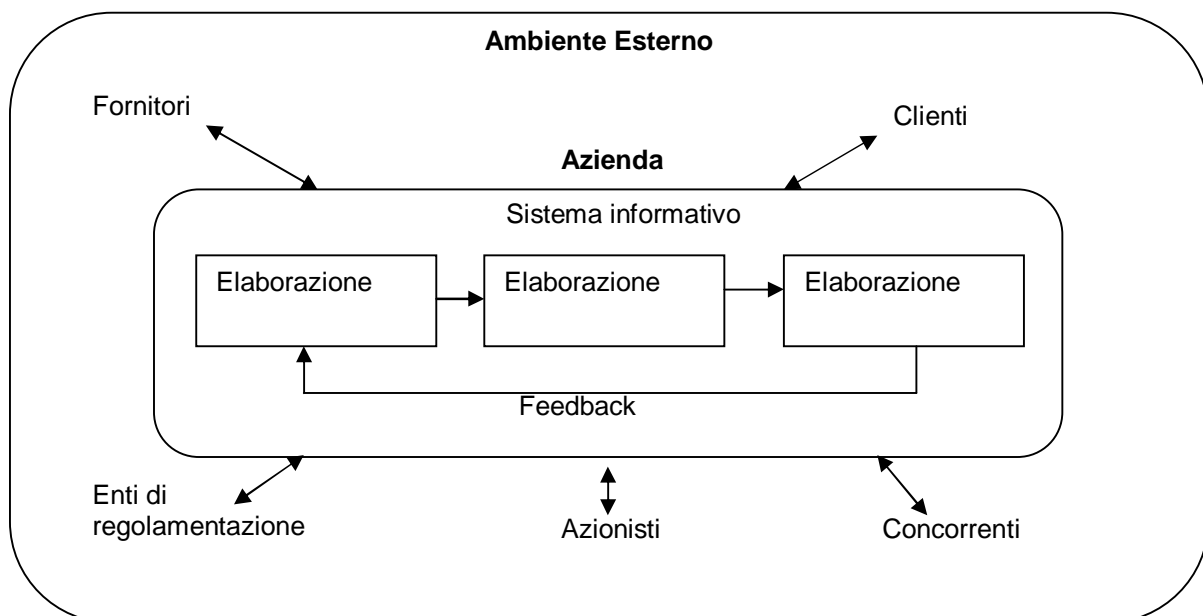 Ambiente Esterno
Fornitori
Clienti
Azienda
Sistema informativo
Elaborazione
Elaborazione
Elaborazione
Feedback
Enti di
regolamentazione
Azionisti
Concorrenti